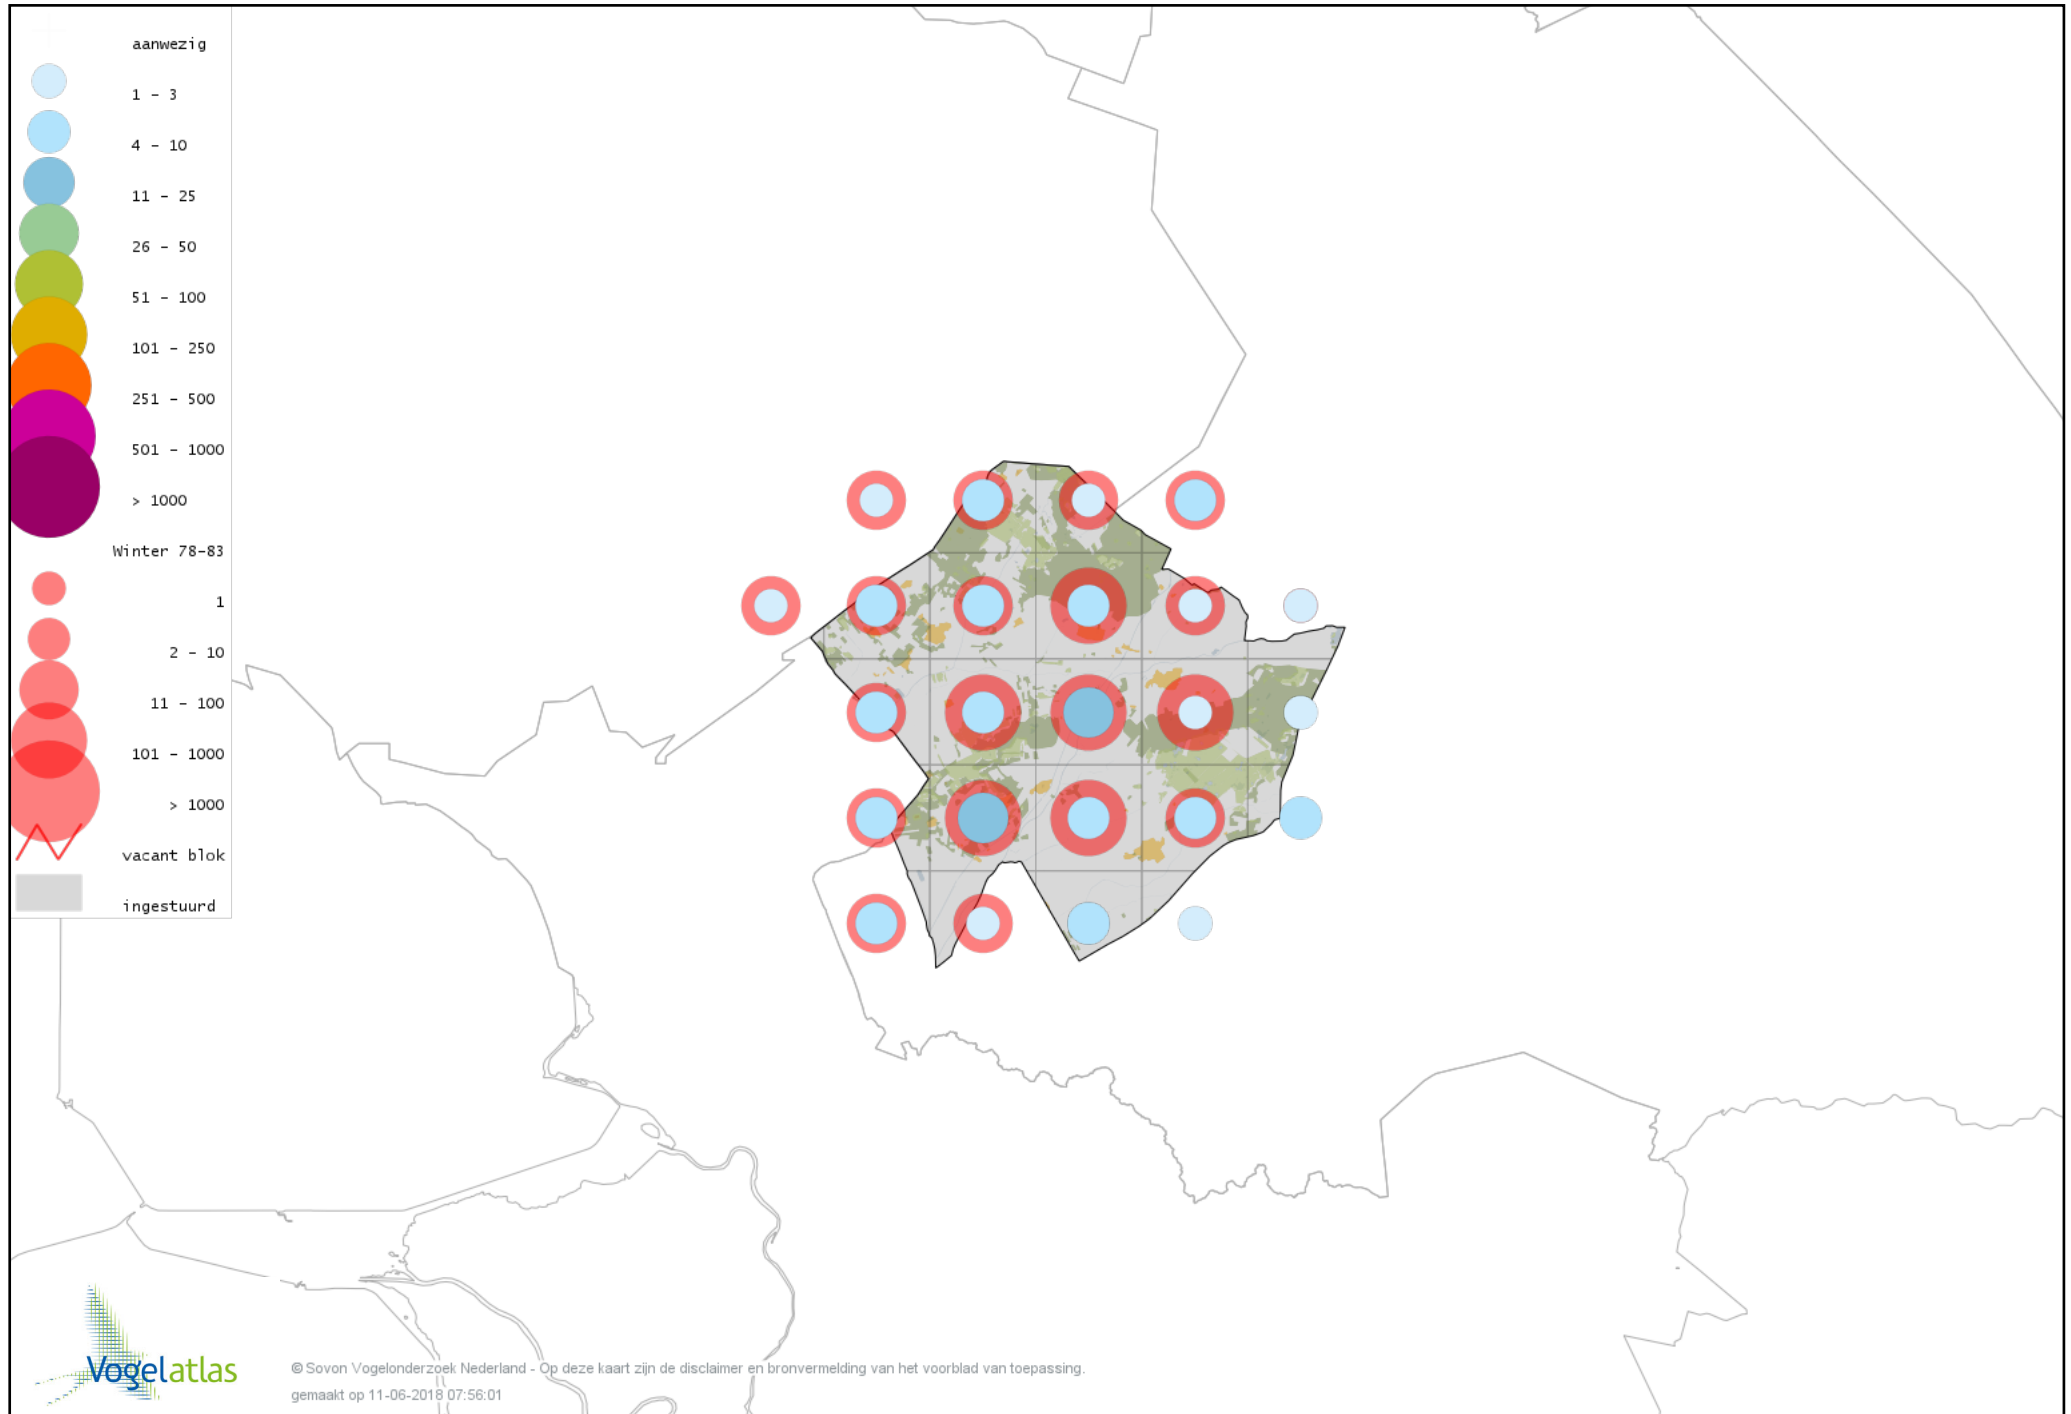 aanwezig
1 - 3
4 - 10
11 - 25
26 - 50
51 - 100
101 - 250
251 - 500
501 - 1000
> 1000
Winter 78-83
1
2 - 10
11 - 100
101 - 1000
> 1000
vacant blok
ingestuurd
Vogelatlas
© Sovon Vogelonderzoek Nederland - Op deze kaart zijn de disclaimer en bronvermelding van het voorblad van toepassing.
gemaakt op 11-06-2018 07:56:01